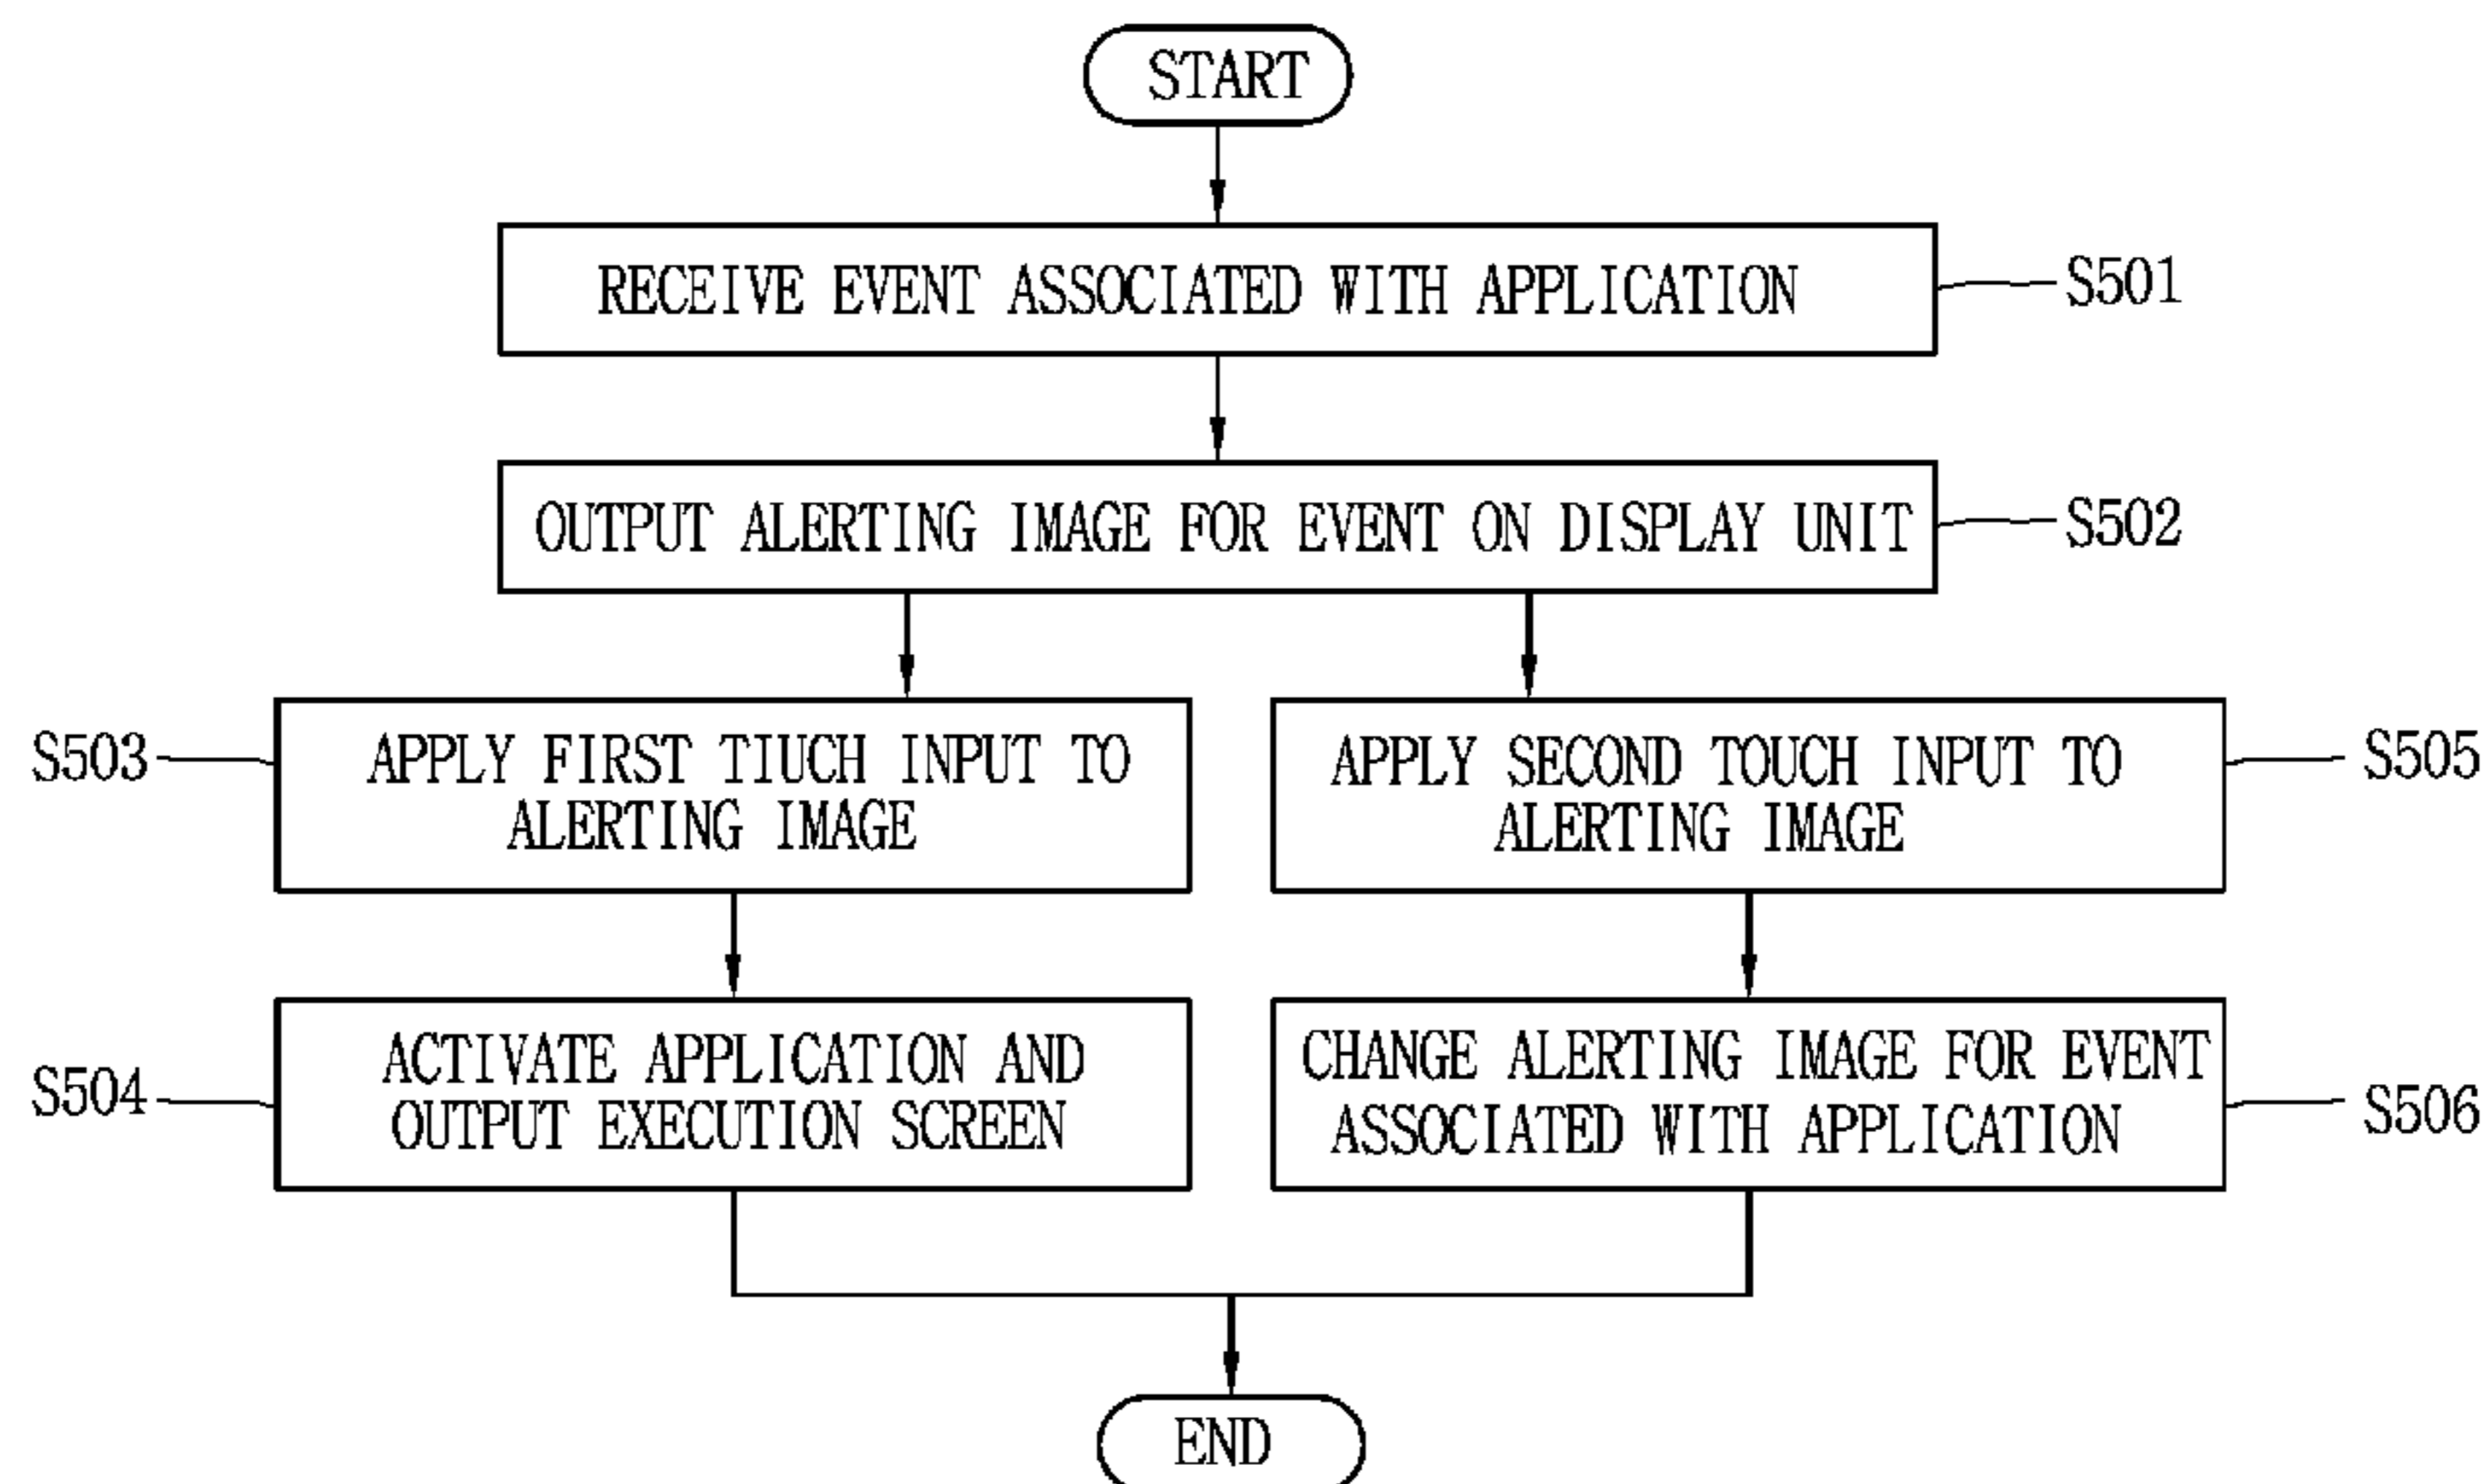 START
RECEIVE EVENT ASSOCIATED WITH APPLICATION
S501
OUTPUT ALERTING IMAGE FOR EVENT ON DISPLAY UNIT
S502
S503
APPLY FIRST TIUCH INPUT TO
ALERTING IMAGE
APPLY SECOND TOUCH INPUT TO
ALERTING IMAGE
S505
S504
ACTIVATE APPLICATION AND
OUTPUT EXECUTION SCREEN
CHANGE ALERTING IMAGE FOR EVENT
ASSOCIATED WITH APPLICATION
S506
END